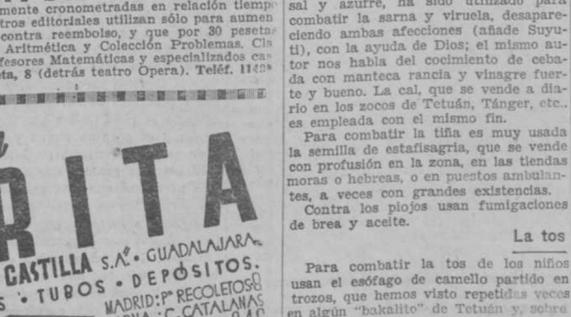 mente cronometradas en relación tiemp
tros editoriales utilizan sólo para aumen
contra reembolso, y que por 30 peseta
Aritmética y Colección Problemas. Cla
fesores Matemáticas y especializados ca
ta, 8 (detrás teatro Opera). Teléf.
RITA
CASTILLA S.A. • GUADALAJARA
S • TUBOS • DEPÓSITOS.
MADRID: Pº RECOLETOS
CATALANAS
sal y azufre, ha sido utilizado para
combatir la sarna y viruela, desapare-
ciendo ambas afecciones (añade Suyu-
ti), con la ayuda de Dios; el mismo au-
tor nos habla del cocimiento de ceba-
da con manteca rancia y vinagre fuer-
te y bueno. La cal, que se vende a dia-
rio en los zocos de Tetuán, Tánger, etc..
es empleada con el mismo fin.
Para combatir la tiña es muy usada
la semilla de estafisagria, que se vende
con profusión en la zona, en las tiendas
moras o hebreas, o en puestos ambulan-
tes, a veces con grandes existencias.
Contra los piojos usan fumigaciones
de brea y aceite.
La tos
Para combatir la tos de los niños
usan el esófago de camello partido en
trozos, que hemos visto repetidas veces
en algún "bakalito" de Tetuán y, sobre